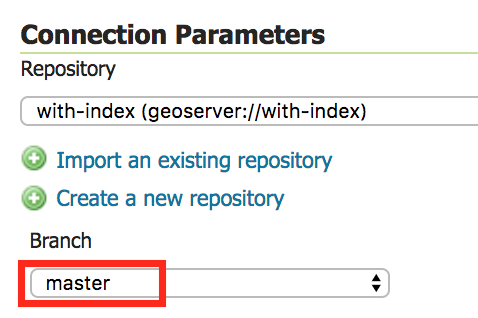 Connection Parameters
Repository
with-index (geoserver://with-index)
Import an existing repository
Create a new repository
Branch
master